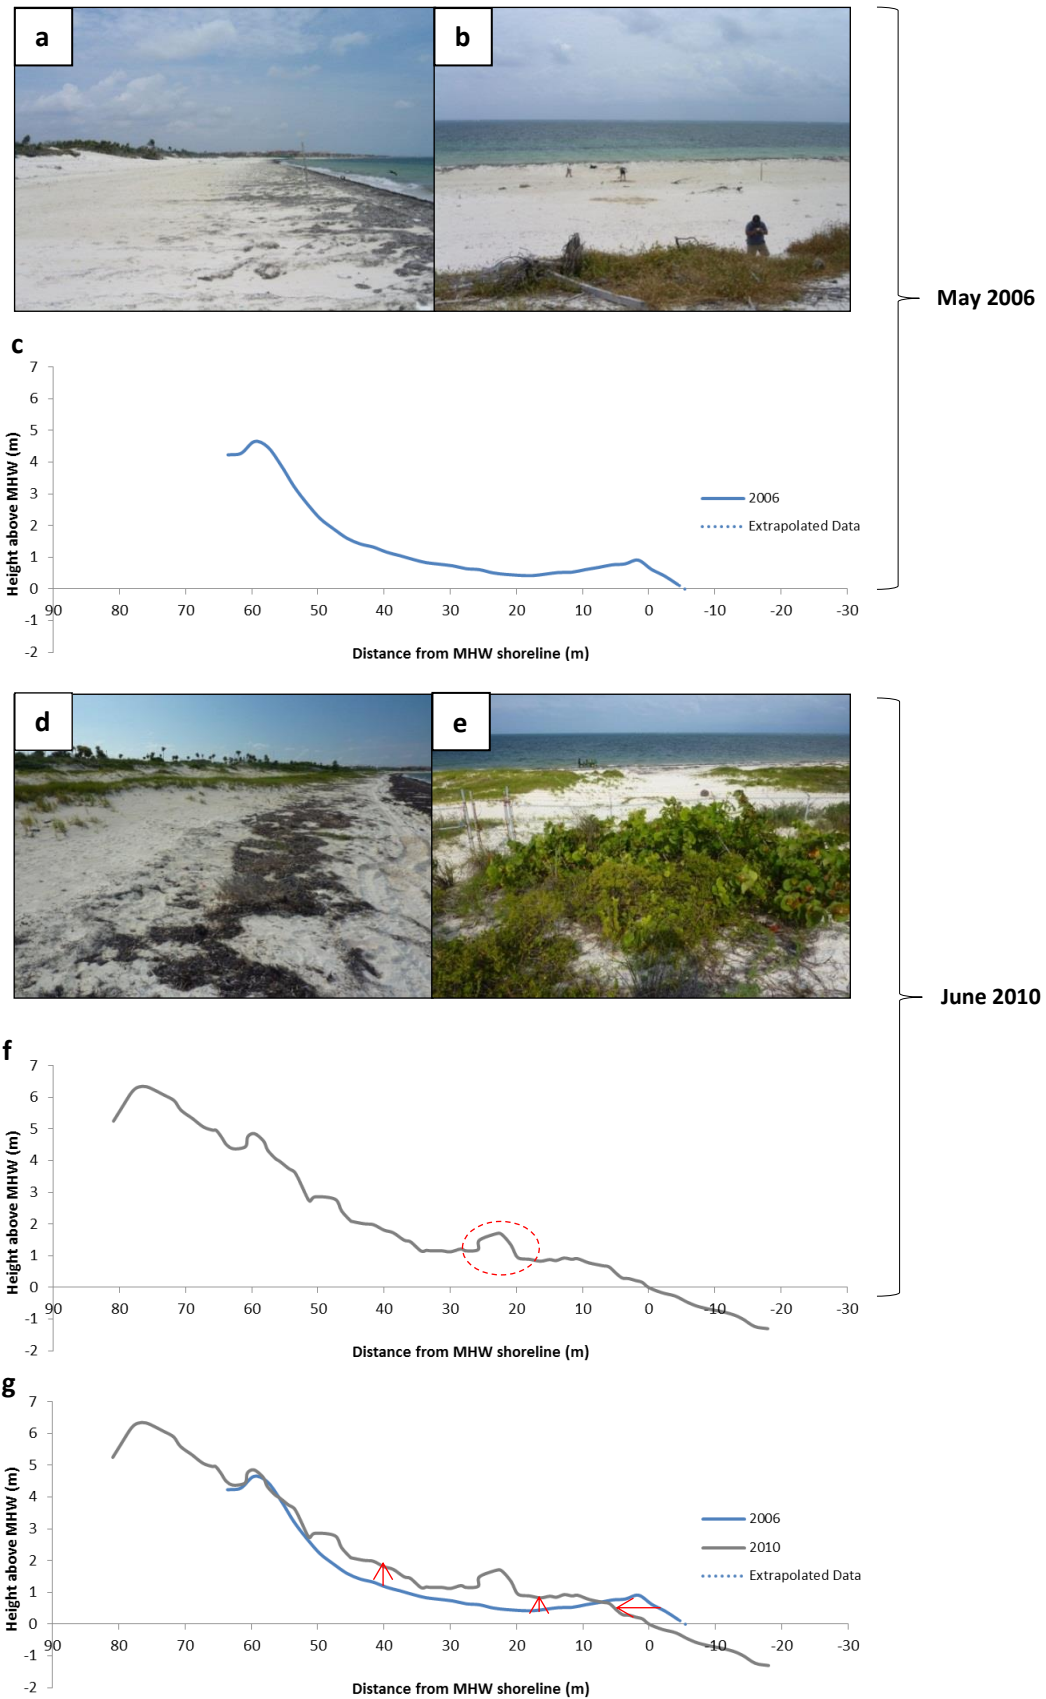 a
b
May 2006
c
7
6
5
4
3
2
1
0
-1
-2
Height above MHW (m)
90 80 70 60 50 40 30 20 10 0 -10 -20 -30
Distance from MHW shoreline (m)
2006
Extrapolated Data
d
e
June 2010
f
7
6
5
4
3
2
1
0
-1
-2
Height above MHW (m)
90 80 70 60 50 40 30 20 10 0 -10 -20 -30
Distance from MHW shoreline (m)
g
7
6
5
4
3
2
1
0
-1
-2
Height above MHW (m)
90 80 70 60 50 40 30 20 10 0 -10 -20 -30
Distance from MHW shoreline (m)
2006
2010
Extrapolated Data